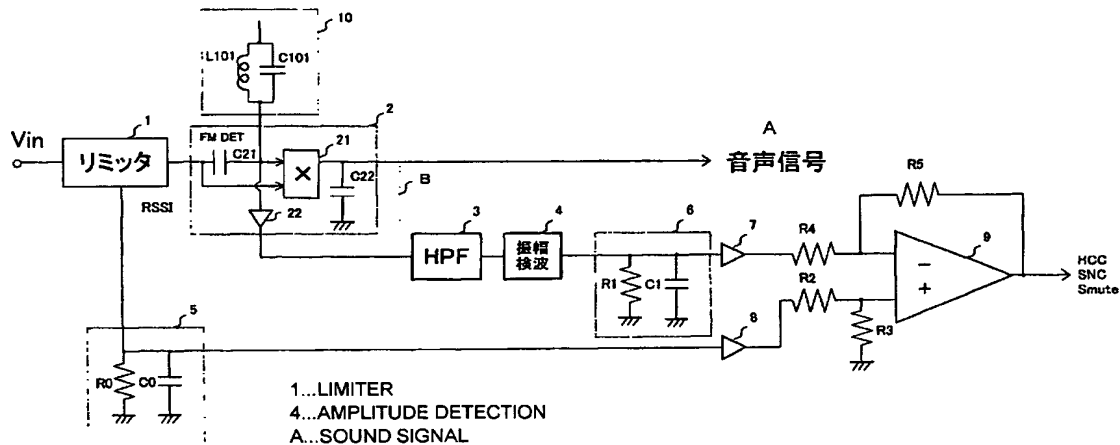 10
L101
C101
2
Vin
1
リミッタ
FM DET
C21
21
×
C22
B
22
RSSI
A
音声信号
3
HPF
4
振幅
検波
6
R1
C1
7
R4
R5
9
−
+
R2
R3
8
HCC
SNC
Smute
5
R0
C0
1...LIMITER
4...AMPLITUDE DETECTION
A...SOUND SIGNAL